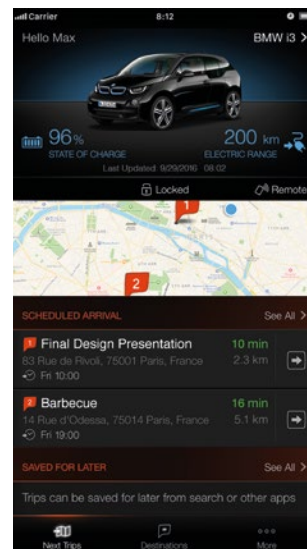 Carrier
8:12
Hello Max
BMW i3 >
96%
STATE OF CHARGE
200 km
ELECTRIC RANGE
Last Updated 9/29/2016 08:02
Locked
Remote
1
2
SCHEDULED ARRIVAL
See All >
1 Final Design Presentation
10 min
83 Rue de Rivoli, 75001 Paris, France
2.3 km
Fri 10:00
2 Barbecue
16 min
14 Rue d'Odessa, 75014 Paris, France
5.1 km
Fri 19:00
SAVED FOR LATER
See All >
Trips can be saved for later from search or other apps
Next Trips
Destinations
More